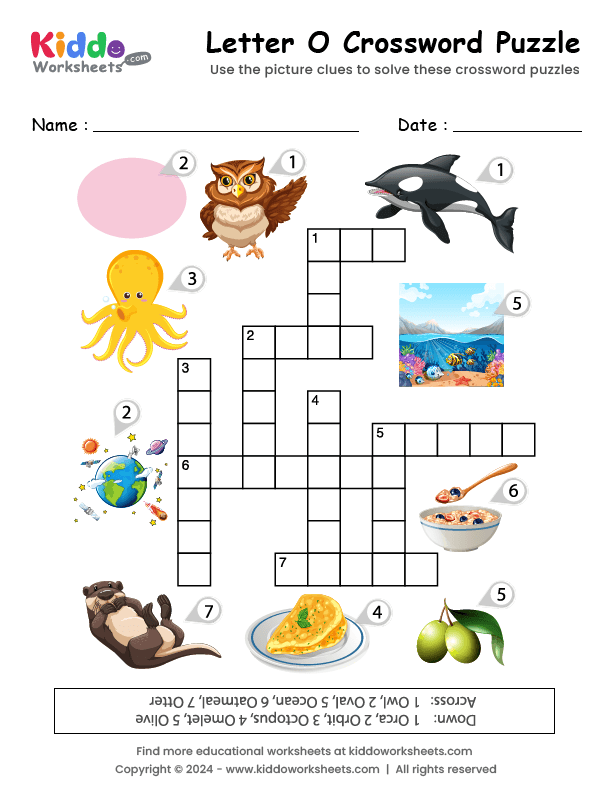 Kiddo
Worksheets .com
Letter O Crossword Puzzle
Use the picture clues to solve these crossword puzzles
Name :
Date :
2
1
1
3
5
1
2
3
2
4
5
6
6
7
7
4
5
Across: 1 Owl, 2 Oval, 5 Ocean, 6 Oatmeal, 7 Otter
Down: 1 Orca, 2 Orbit, 3 Octopus, 4 Omelet, 5 Olive
Find more educational worksheets at kiddoworksheets.com
Copyright © 2024 - www.kiddoworksheets.com | All rights reserved